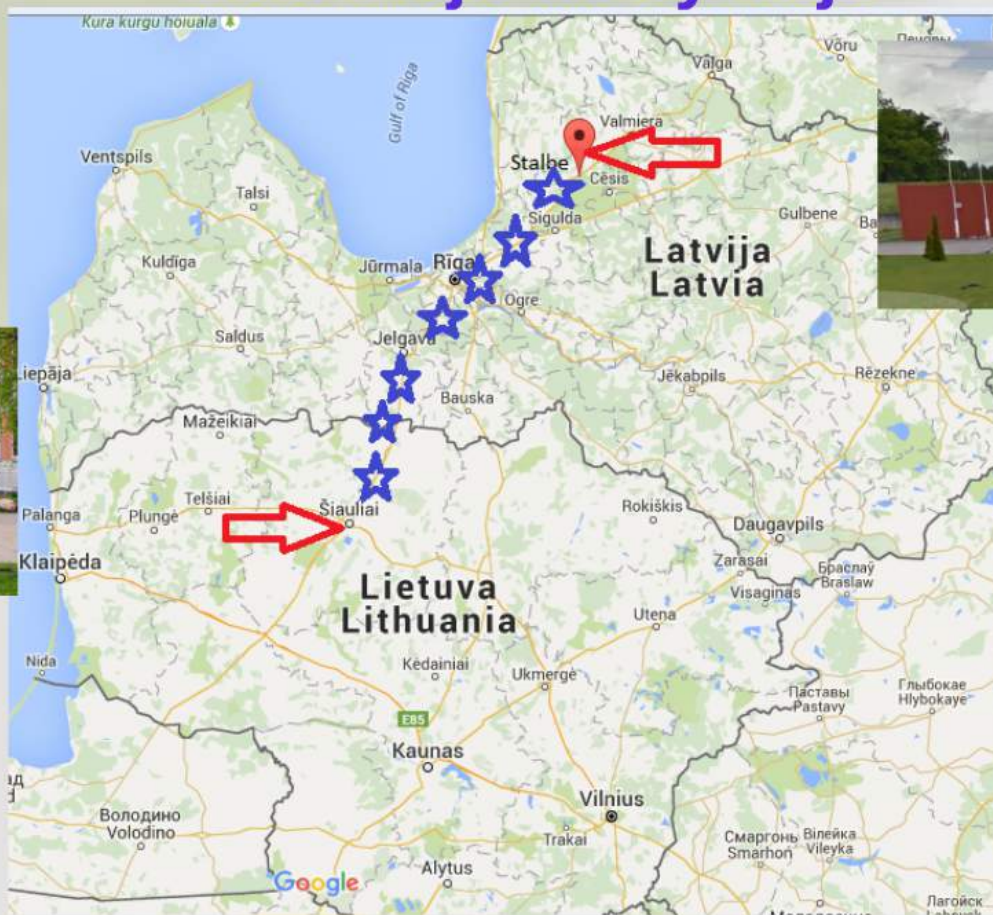 Kura kurgu hoiuala
Võru
Valga
Gulf of Riga
Valmiera
Ventspils
Stalbe
Cēsis
Talsi
Sigulda
Gulbene
Latvija
Latvia
Kuldīga
Jūrmala
Rīga
Ogre
Saldus
Jelgava
Liepāja
Jēkabpils
Rēzekne
Bauska
Mažeikiai
Telšiai
Šiauliai
Rokiškis
Palanga
Plungė
Daugavpils
Klaipėda
Zarasai
Браслаў
Braslaw
Visaginas
Lietuva
Lithuania
Utena
Nida
Kėdainiai
Ukmergė
Паставы
Pastavy
Глыбокае
Hlybokaye
E85
Kaunas
Володино
Volodino
Vilnius
Trakai
Смаргонь
Smarhon
Вілейка
Vileyka
Alytus
Google
Лагойск